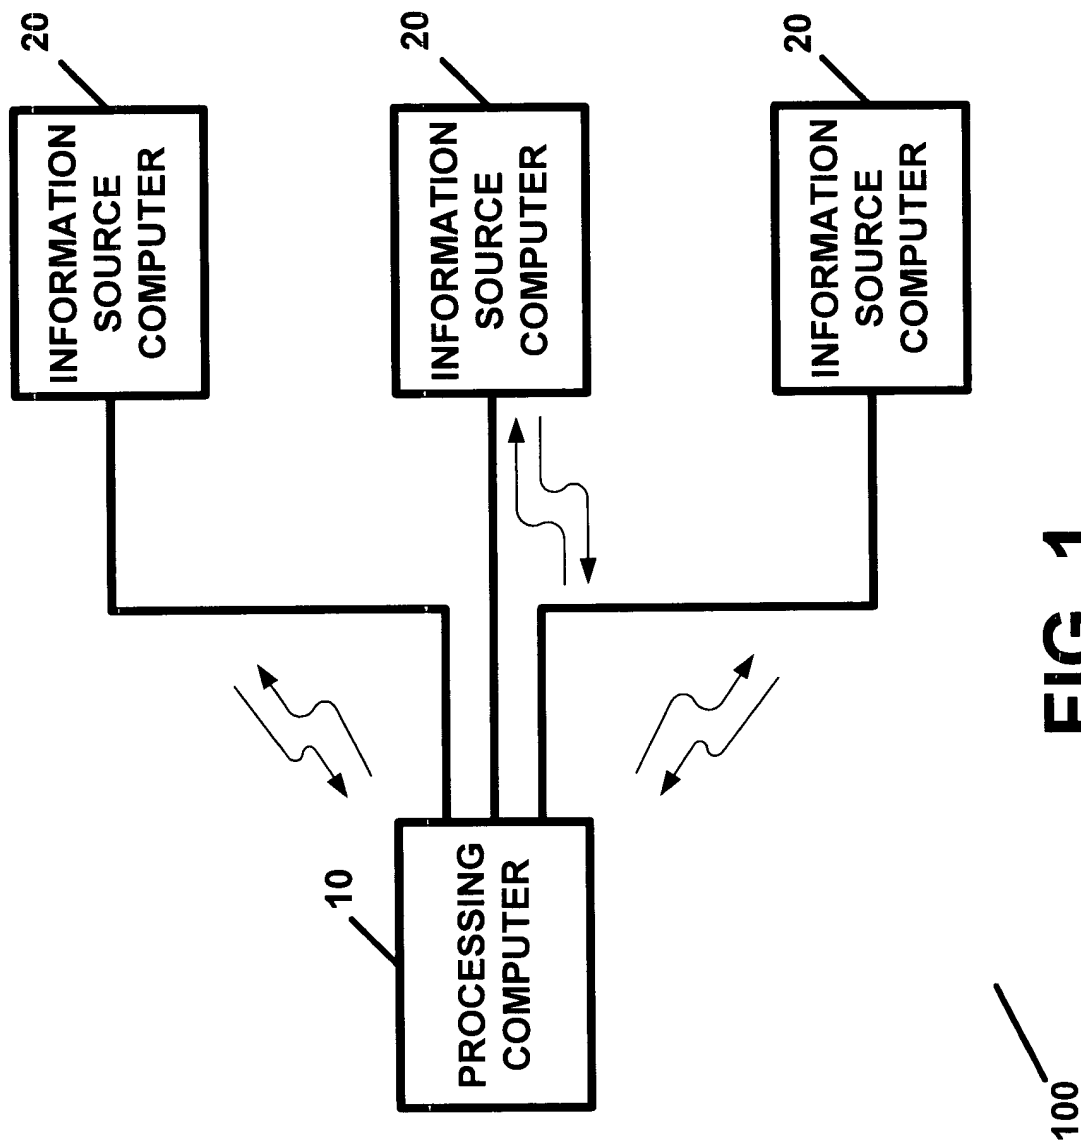 100
10
PROCESSING
COMPUTER
20
INFORMATION
SOURCE
COMPUTER
20
INFORMATION
SOURCE
COMPUTER
20
INFORMATION
SOURCE
COMPUTER
FIG. 1